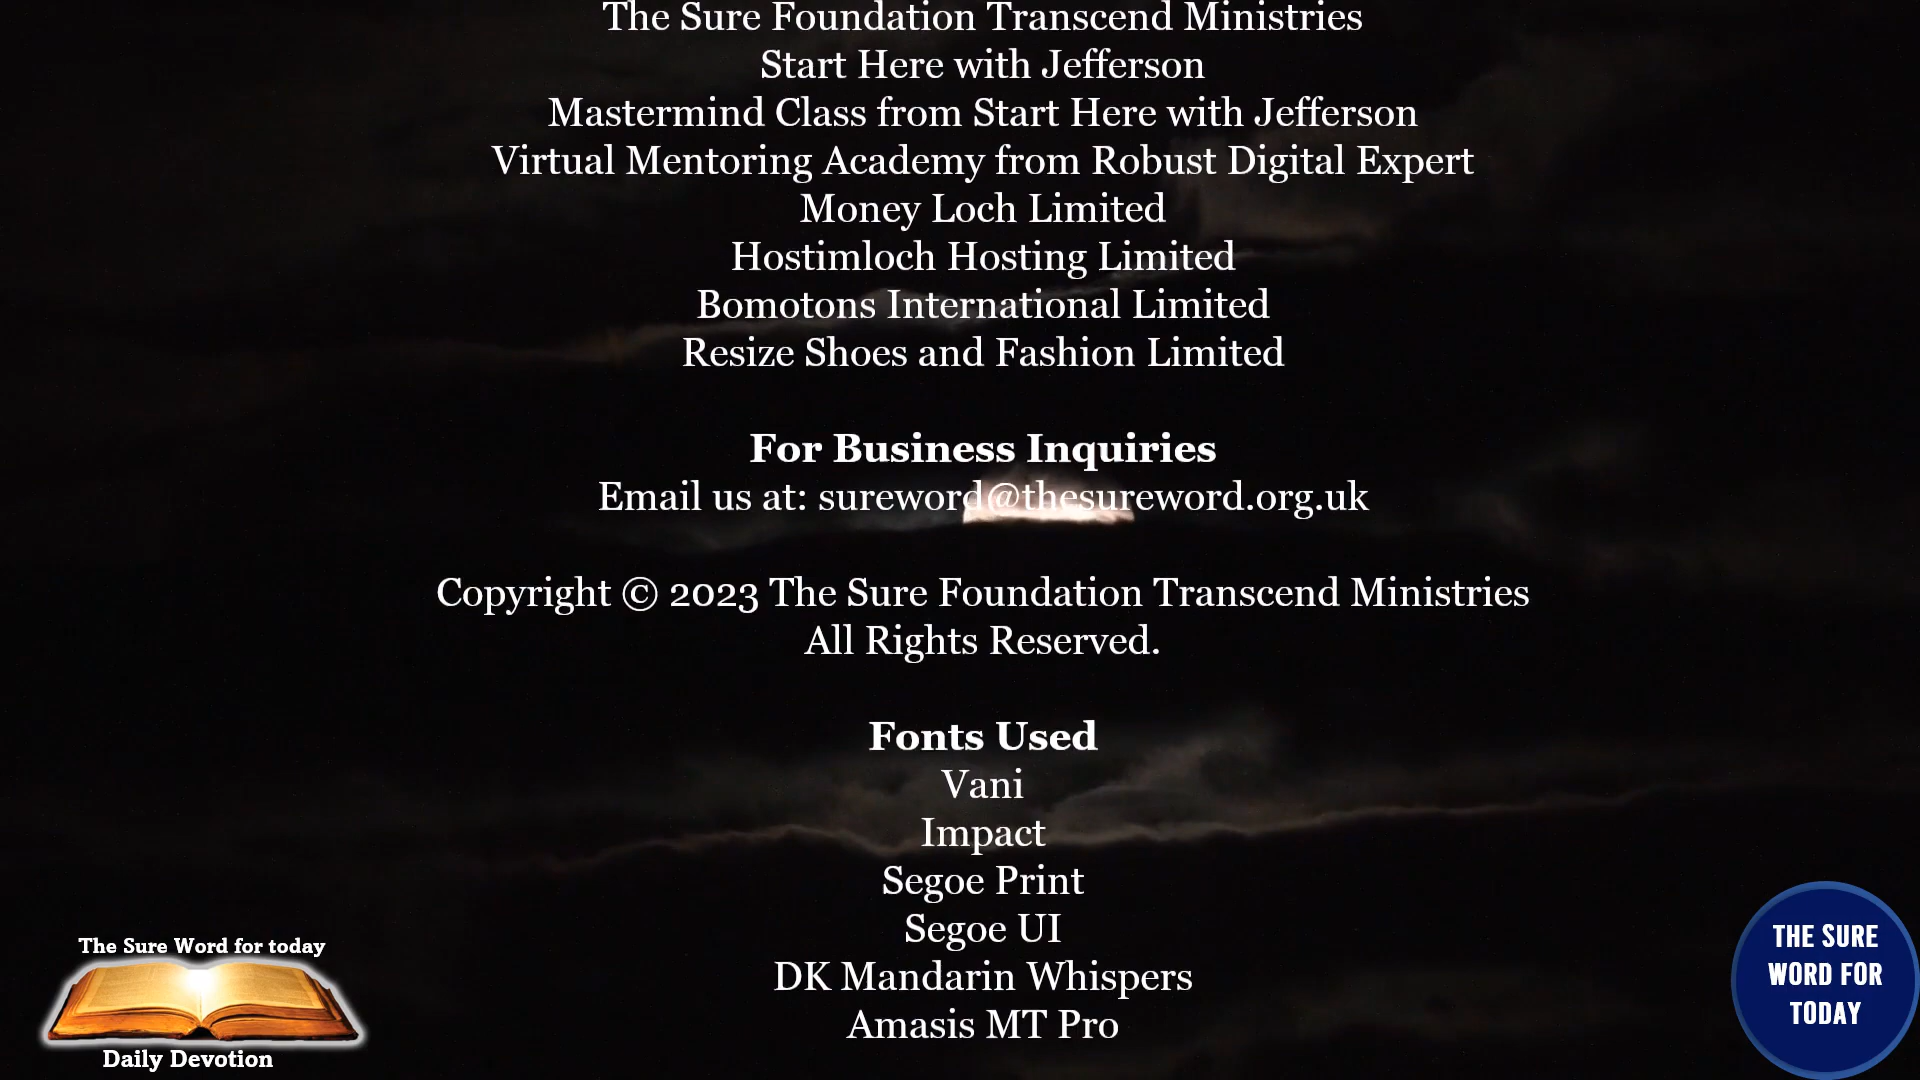 The Sure Foundation Transcend Ministries
Start Here with Jefferson
Mastermind Class from Start Here with Jefferson
Virtual Mentoring Academy from Robust Digital Expert
Money Loch Limited
Hostimloch Hosting Limited
Bomotons International Limited
Resize Shoes and Fashion Limited
For Business Inquiries
Email us at: sureword@thesureword.org.uk
Copyright © 2023 The Sure Foundation Transcend Ministries
All Rights Reserved.
Fonts Used
Vani
Impact
Segoe Print
Segoe UI
DK Mandarin Whispers
Amasis MT Pro
The Sure Word for today
Daily Devotion
THE SURE
WORD FOR
TODAY